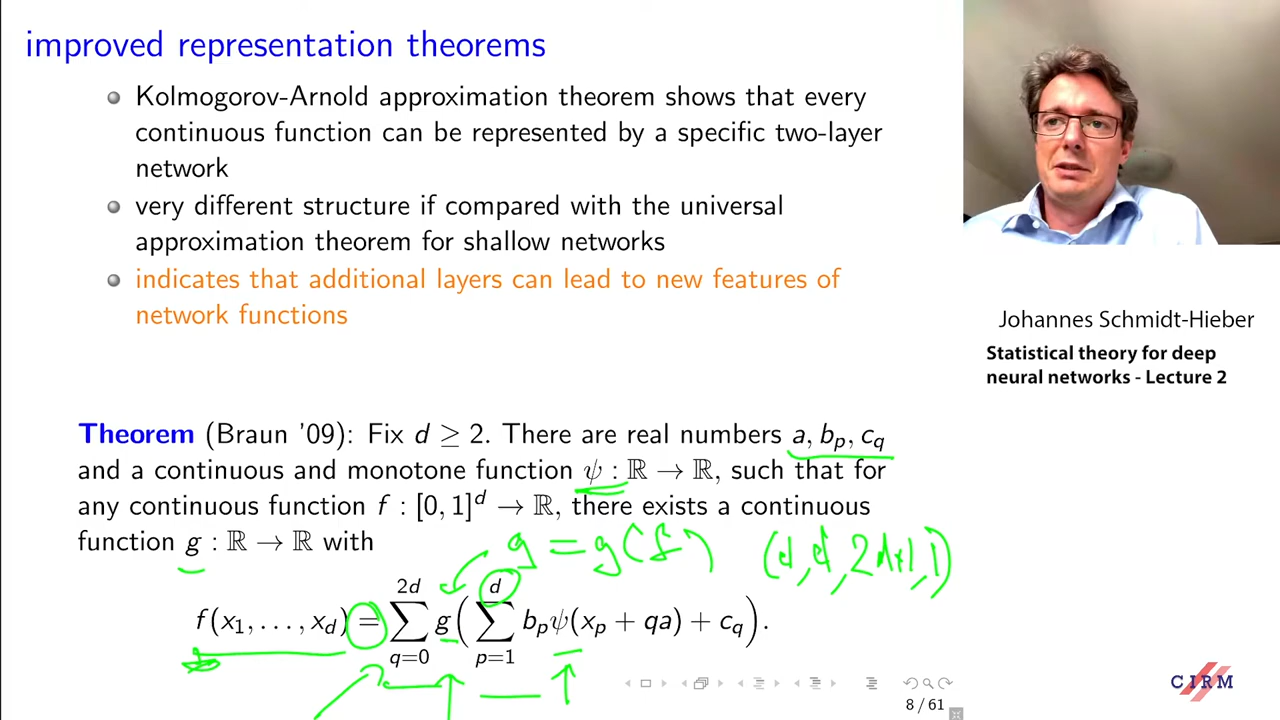 improved representation theorems
Kolmogorov-Arnold approximation theorem shows that every
continuous function can be represented by a specific two-layer
network
very different structure if compared with the universal
approximation theorem for shallow networks
indicates that additional layers can lead to new features of
network functions
Johannes Schmidt-Hieber
Statistical theory for deep
neural networks - Lecture 2
Theorem (Braun '09): Fix d ≥ 2. There are real numbers a, b_p, c_q
and a continuous and monotone function ψ : ℝ → ℝ, such that for
any continuous function f : [0, 1]^d → ℝ, there exists a continuous
function g : ℝ → ℝ with
g = g(f) (d, d, 2d+1, 1)
f(x_1, . . . , x_d) = ∑_{q=0}^{2d} g(∑_{p=1}^{d} b_pψ(x_p + qa) + c_q).
8 / 61
CIRM